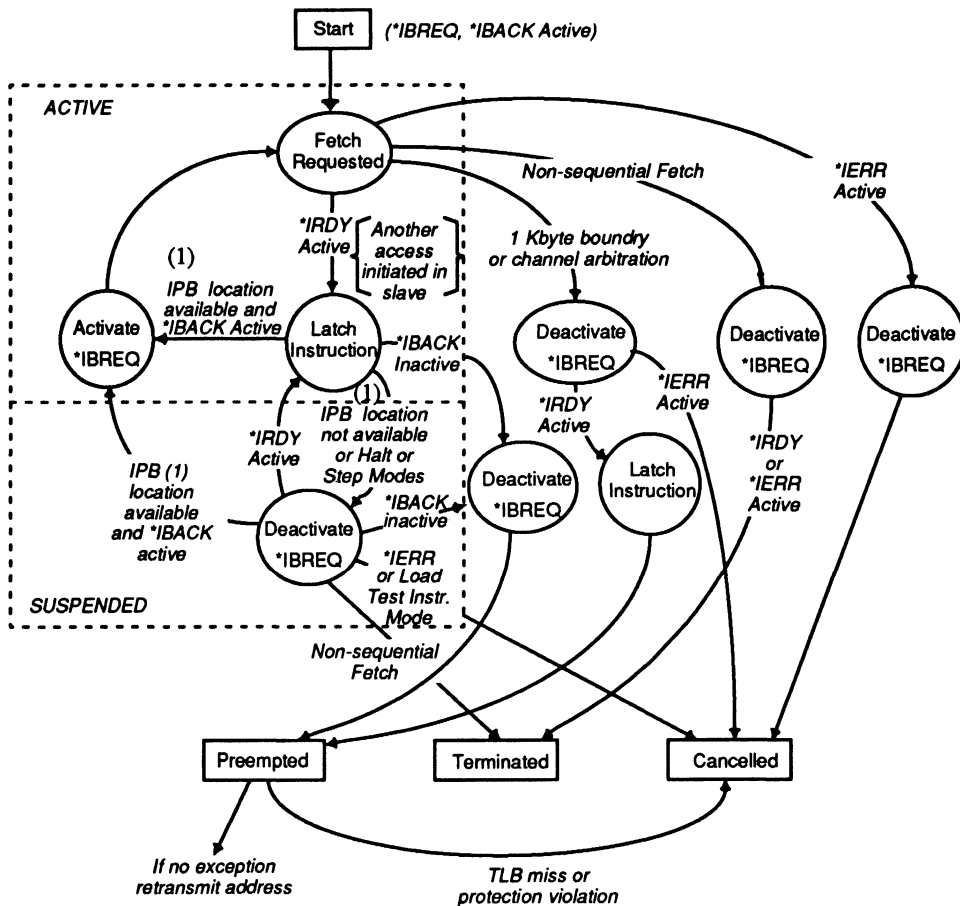 Start
(*IBREQ, *IBACK Active)
ACTIVE
Fetch
Requested
Non-sequential Fetch
*IERR
Active
*IRDY
Active
Another
access
initiated in
slave
1 Kbyte boundry
or channel arbitration
(1)
IPB location
available and
*IBACK Active
Activate
*IBREQ
Latch
Instruction
*IBACK
Inactive
Deactivate
*IBREQ
Deactivate
*IBREQ
Deactivate
*IBREQ
*IERR
Active
(1)
IPB location
not available
or Halt or
Step Modes
*IRDY
Active
*IRDY
Active
*IRDY
or
*IERR
Active
IPB (1)
location
available
and *IBACK
active
Deactivate
*IBREQ
*IBACK
inactive
Deactivate
*IBREQ
Latch
Instruction
*IERR
or Load
Test Instr.
Mode
SUSPENDED
Non-sequential
Fetch
Preempted
Terminated
Cancelled
If no exception
retransmit address
TLB miss or
protection violation